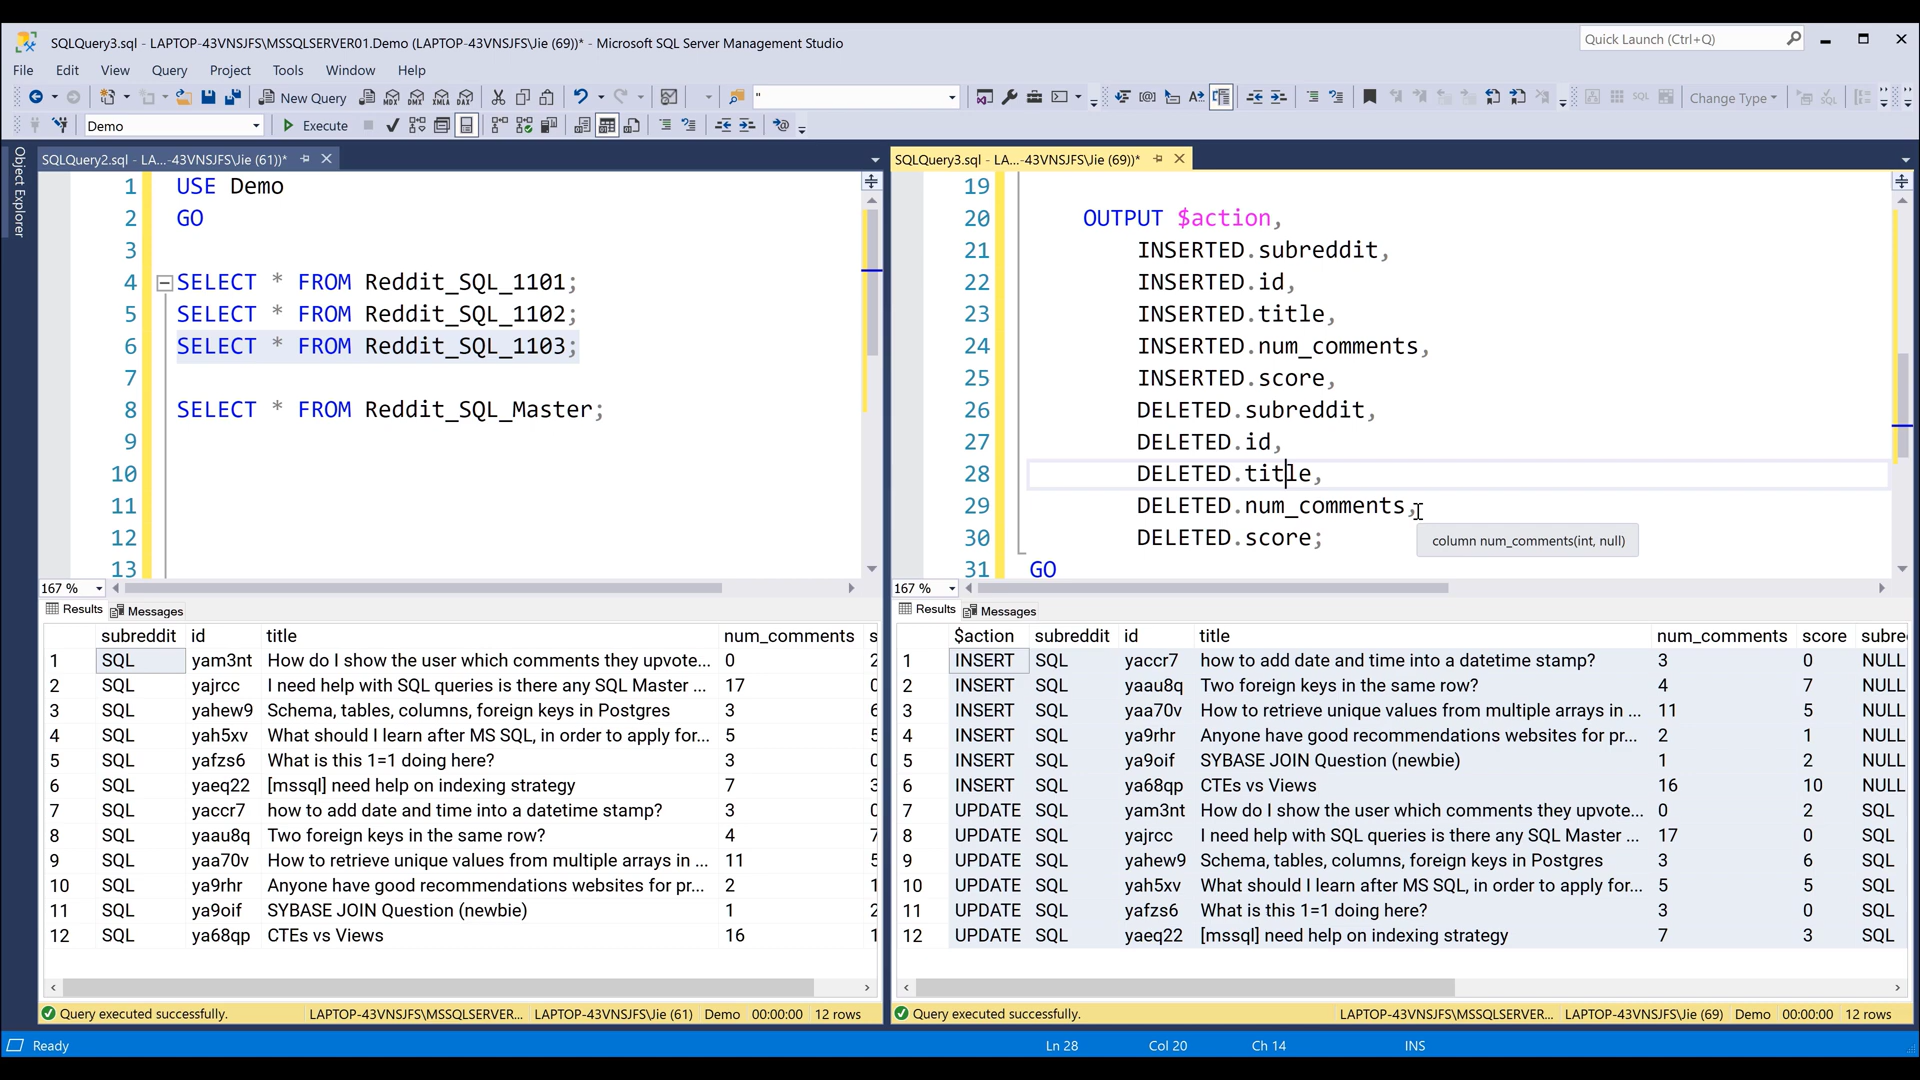 SQLQuery3.sql - LAPTOP-43VNSJFS\MSSQLSERVER01.Demo (LAPTOP-43VNSJFS\Jie (69))* - Microsoft SQL Server Management Studio
Quick Launch (Ctrl+Q)
File Edit View Query Project Tools Window Help
New Query
MDX DMX XMLA DAX
"
Change Type
Demo
Execute
Object Explorer
SQLQuery2.sql - LA...-43VNSJFS\Jie (61))*
1 USE Demo
2 GO
3
4 SELECT * FROM Reddit_SQL_1101;
5 SELECT * FROM Reddit_SQL_1102;
6 SELECT * FROM Reddit_SQL_1103;
7
8 SELECT * FROM Reddit_SQL_Master;
9
10
11
12
13
167 %
Results Messages
subreddit id title num_comments s
1 SQL yam3nt How do I show the user which comments they upvote... 0 2
2 SQL yajrcc I need help with SQL queries is there any SQL Master ... 17 0
3 SQL yahew9 Schema, tables, columns, foreign keys in Postgres 3 6
4 SQL yah5xv What should I learn after MS SQL, in order to apply for... 5 5
5 SQL yafzs6 What is this 1=1 doing here? 3 0
6 SQL yaeq22 [mssql] need help on indexing strategy 7 3
7 SQL yaccr7 how to add date and time into a datetime stamp? 3 0
8 SQL yaau8q Two foreign keys in the same row? 4 7
9 SQL yaa70v How to retrieve unique values from multiple arrays in ... 11 5
10 SQL ya9rhr Anyone have good recommendations websites for pr... 2 1
11 SQL ya9oif SYBASE JOIN Question (newbie) 1 2
12 SQL ya68qp CTEs vs Views 16 1
Query executed successfully. LAPTOP-43VNSJFS\MSSQLSERVER... LAPTOP-43VNSJFS\Jie (61) Demo 00:00:00 12 rows
SQLQuery3.sql - LA...-43VNSJFS\Jie (69))*
19
20 OUTPUT $action,
21 INSERTED.subreddit,
22 INSERTED.id,
23 INSERTED.title,
24 INSERTED.num_comments,
25 INSERTED.score,
26 DELETED.subreddit,
27 DELETED.id,
28 DELETED.title,
29 DELETED.num_comments,
30 DELETED.score;
31 GO
column num_comments(int, null)
167 %
Results Messages
$action subreddit id title num_comments score subre
1 INSERT SQL yaccr7 how to add date and time into a datetime stamp? 3 0 NULL
2 INSERT SQL yaau8q Two foreign keys in the same row? 4 7 NULL
3 INSERT SQL yaa70v How to retrieve unique values from multiple arrays in ... 11 5 NULL
4 INSERT SQL ya9rhr Anyone have good recommendations websites for pr... 2 1 NULL
5 INSERT SQL ya9oif SYBASE JOIN Question (newbie) 1 2 NULL
6 INSERT SQL ya68qp CTEs vs Views 16 10 NULL
7 UPDATE SQL yam3nt How do I show the user which comments they upvote... 0 2 SQL
8 UPDATE SQL yajrcc I need help with SQL queries is there any SQL Master ... 17 0 SQL
9 UPDATE SQL yahew9 Schema, tables, columns, foreign keys in Postgres 3 6 SQL
10 UPDATE SQL yah5xv What should I learn after MS SQL, in order to apply for... 5 5 SQL
11 UPDATE SQL yafzs6 What is this 1=1 doing here? 3 0 SQL
12 UPDATE SQL yaeq22 [mssql] need help on indexing strategy 7 3 SQL
Query executed successfully. LAPTOP-43VNSJFS\MSSQLSERVER... LAPTOP-43VNSJFS\Jie (69) Demo 00:00:00 12 rows
Ready Ln 28 Col 20 Ch 14 INS